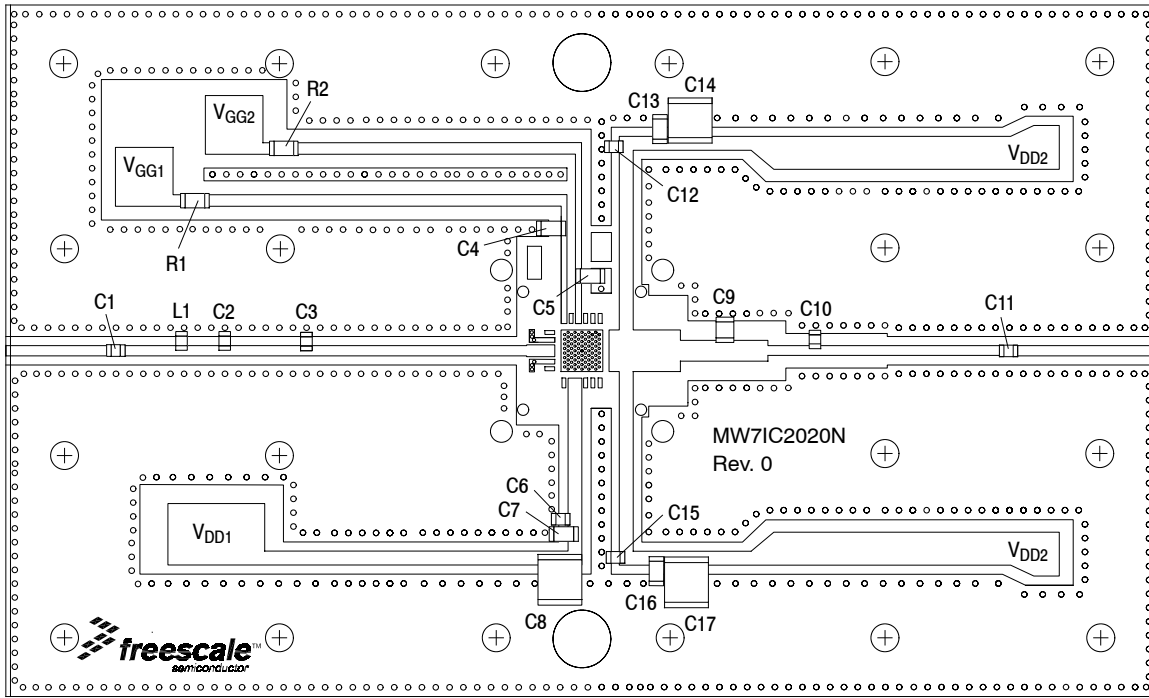 C14
C13
R2
VGG2
VDD2
VGG1
C12
C4
R1
C5
C1
L1
C2
C3
C9
C10
C11
MW7IC2020N
Rev. 0
C6
C7
C15
VDD1
VDD2
C16
C8
C17
freescale™
semiconductor